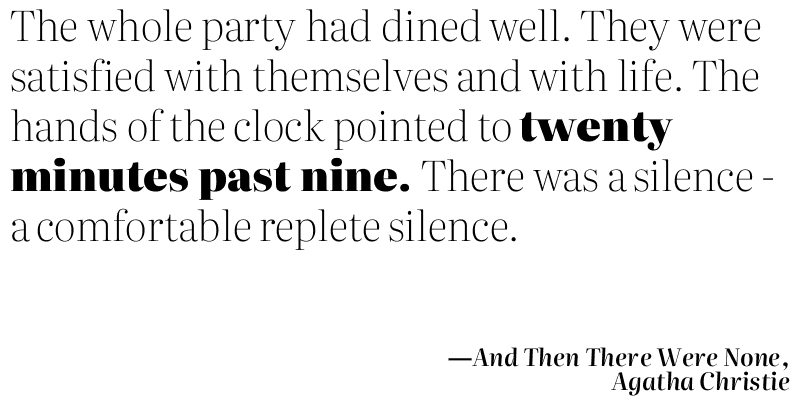 The whole party had dined well. They were
satisfied with themselves and with life. The
hands of the clock pointed to twenty
minutes past nine. There was a silence -
a comfortable replete silence.
—And Then There Were None,
Agatha Christie